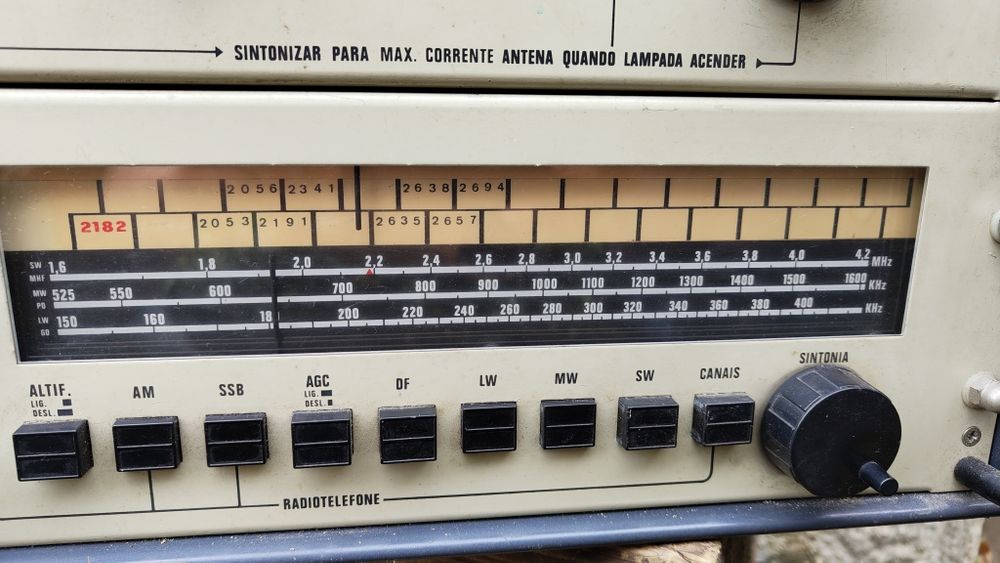 SINTONIZAR PARA MAX. CORRENTE ANTENA QUANDO LAMPADA ACENDER
2056 2341 2638 2694
2182 2053 2191 2635 2657
SW 1,6 1,8 2,0 2,2 2,4 2,6 2,8 3,0 3,2 3,4 3,6 3,8 4,0 4,2 MHz
MHF
MW 525 550 600 700 800 900 1000 1100 1200 1300 1400 1500 1600 KHz
PO
LW 150 160 18 200 220 240 260 280 300 320 340 360 380 400 KHz
GO
SINTONIA
ALTIF. AM SSB AGC DF LW MW SW CANAIS
LIG. LIG.
DESL. DESL.
RADIOTELEFONE